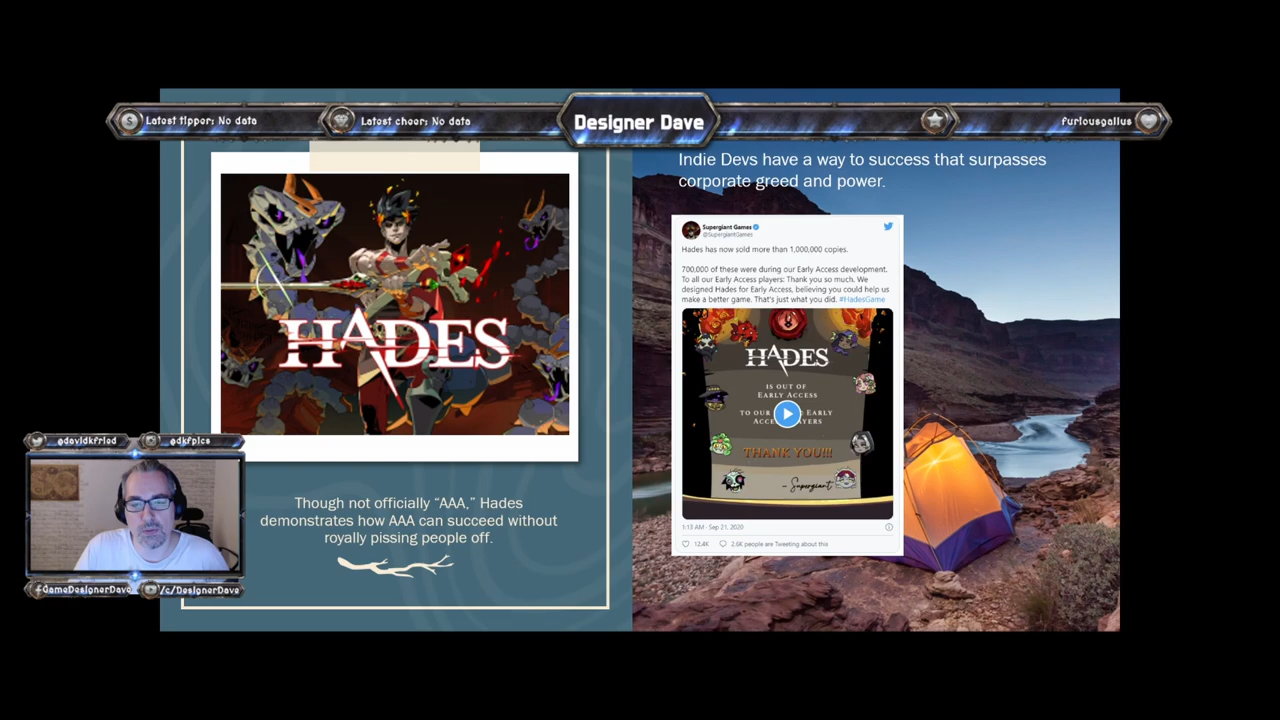 Latest tipper: No data
Latest cheer: No data
Designer Dave
furiousgallus
HADES
Though not officially “AAA,” Hades
demonstrates how AAA can succeed without
royally pissing people off.
Indie Devs have a way to success that surpasses
corporate greed and power.
Supergiant Games
@SupergiantGames
Hades has now sold more than 1,000,000 copies.
700,000 of these were during our Early Access development.
To all our Early Access players: Thank you so much. We
designed Hades for Early Access, believing you could help us
make a better game. That's just what you did. #HadesGame
HADES
IS OUT OF
EARLY ACCESS
TO OUR EARLY
ACCE AYERS
THANK YOU!!!
– Supergiant
1:13 AM · Sep 21, 2020
12.4K 2.6K people are Tweeting about this
@davidkfried @dkfpics
GameDesignerDave /c/DesignerDave